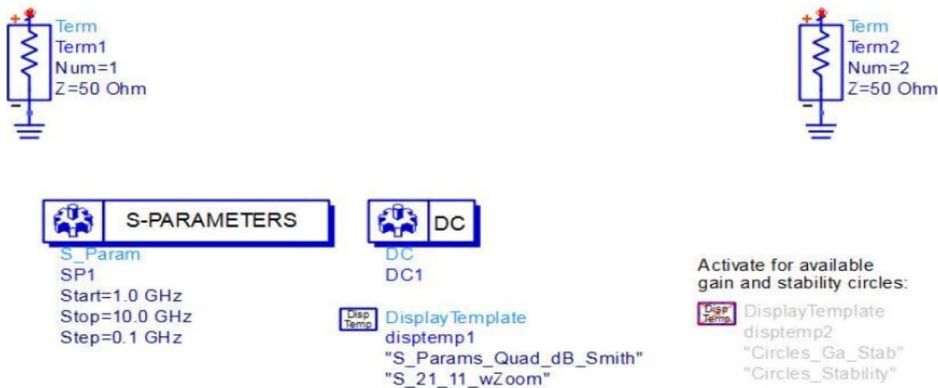 Term
Term1
Num=1
Z=50 Ohm
Term
Term2
Num=2
Z=50 Ohm
S-PARAMETERS
S_Param
SP1
Start=1.0 GHz
Stop=10.0 GHz
Step=0.1 GHz
DC
DC
DC1
Disp
Temp
DisplayTemplate
disptemp1
"S_Params_Quad_dB_Smith"
"S_21_11_wZoom"
Activate for available
gain and stability circles:
Disp
Temp
DisplayTemplate
disptemp2
"Circles_Ga_Stab"
"Circles_Stability"